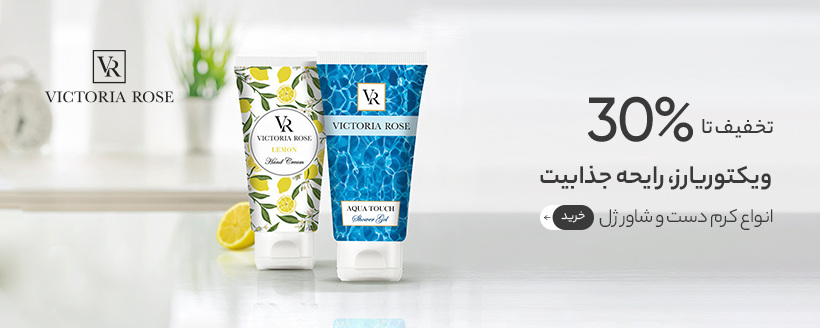 VR
VICTORIA ROSE
VR
VICTORIA ROSE
LEMON
Hand Cream
VR
VICTORIA ROSE
AQUA TOUCH
Shower Gel
تخفیف تا 30%
ویکتوریارز، رایحه جذابیت
انواع کرم دست و شاور ژل خرید ←